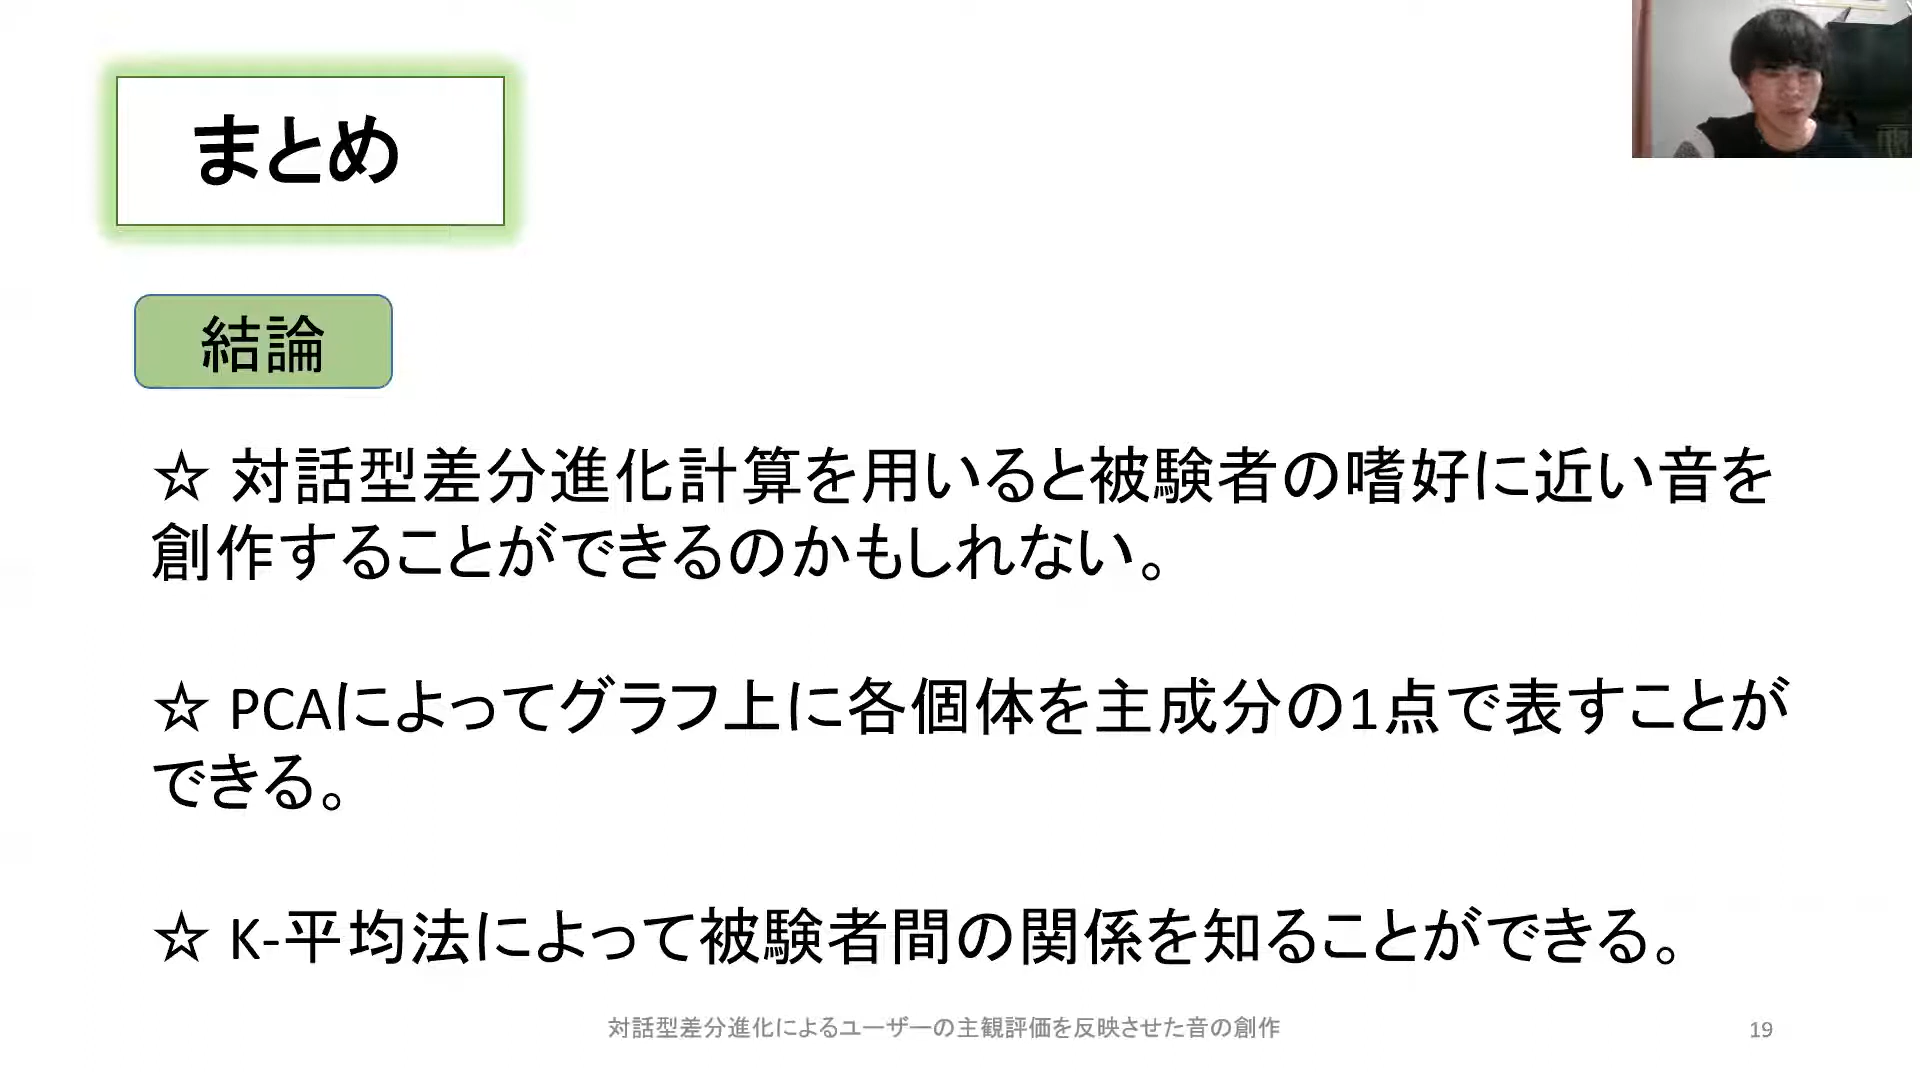 まとめ
結論
☆ 対話型差分進化計算を用いると被験者の嗜好に近い音を
創作することができるのかもしれない。
☆ PCAによってグラフ上に各個体を主成分の1点で表すことが
できる。
☆ K-平均法によって被験者間の関係を知ることができる。
対話型差分進化によるユーザーの主観評価を反映させた音の創作
19